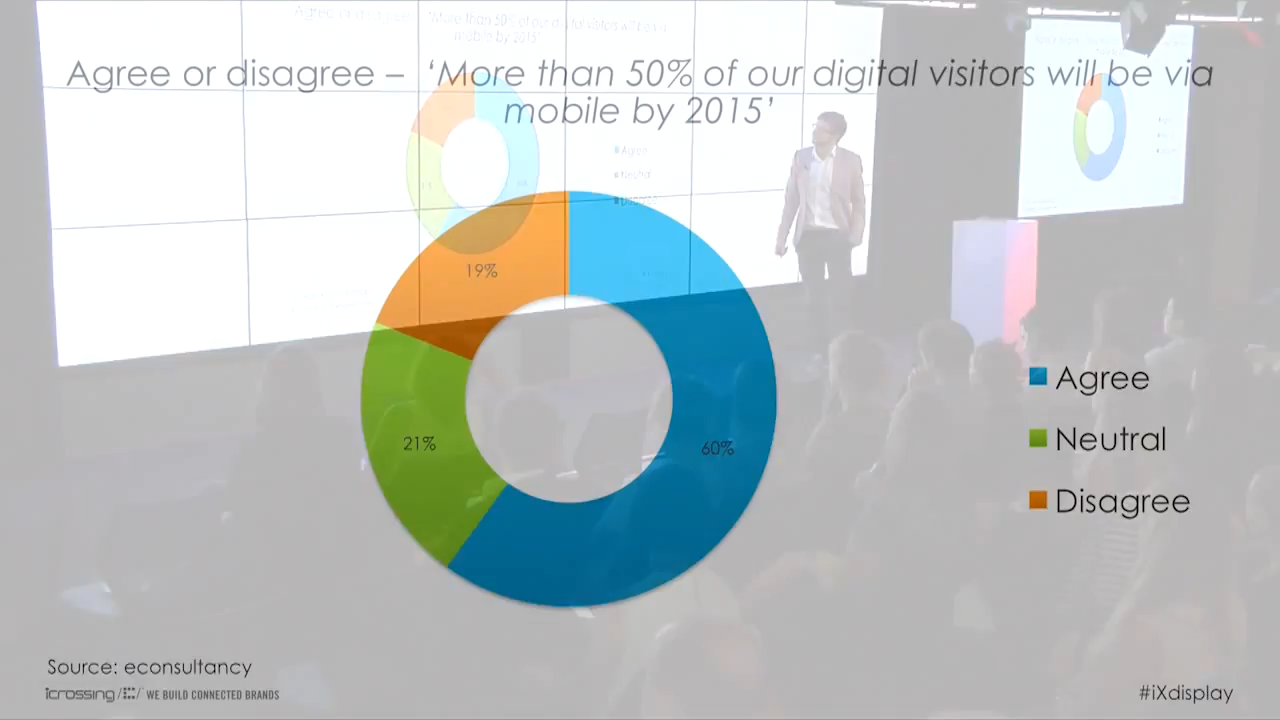 Agree or disagree – ‘More than 50% of our digital visitors will be via
mobile by 2015’
19%
21%
60%
Agree
Neutral
Disagree
Source: econsultancy
icrossing WE BUILD CONNECTED BRANDS
#iXdisplay